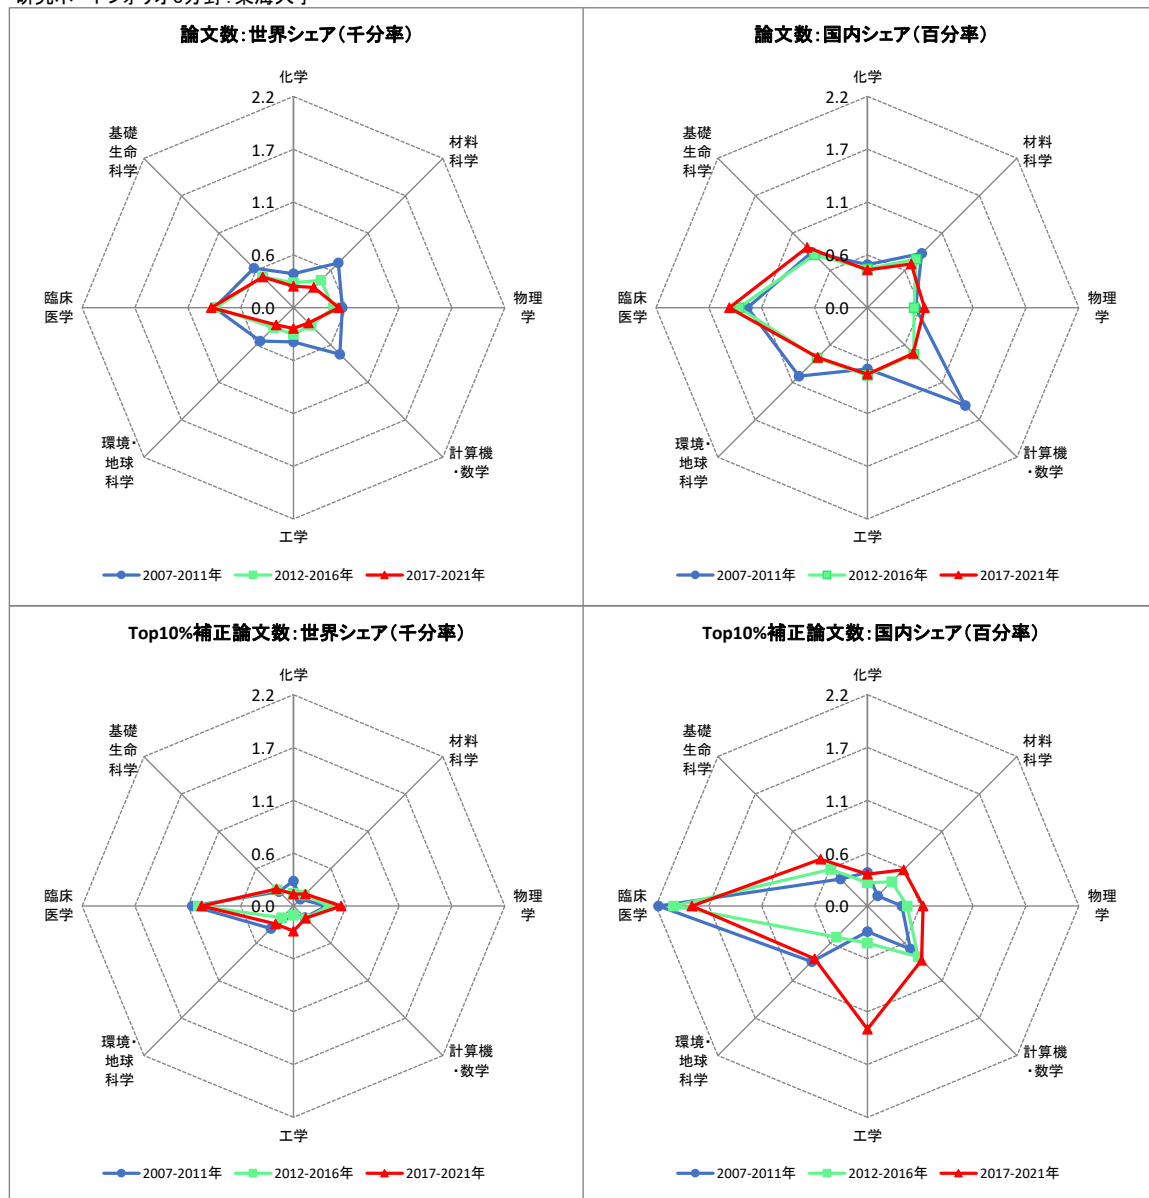 論文数：世界シェア（千分率）
化学
2.2
材料
科学
1.7
1.1
0.6
0.0
物理
学
計算機
・数学
工学
環境・
地球
科学
臨床
医学
基礎
生命
科学
2007-2011年 2012-2016年 2017-2021年
論文数：国内シェア（百分率）
化学
2.2
材料
科学
1.7
1.1
0.6
0.0
物理
学
計算機
・数学
工学
環境・
地球
科学
臨床
医学
基礎
生命
科学
2007-2011年 2012-2016年 2017-2021年
Top10%補正論文数：世界シェア（千分率）
化学
2.2
材料
科学
1.7
1.1
0.6
0.0
物理
学
計算機
・数学
工学
環境・
地球
科学
臨床
医学
基礎
生命
科学
2007-2011年 2012-2016年 2017-2021年
Top10%補正論文数：国内シェア（百分率）
化学
2.2
材料
科学
1.7
1.1
0.6
0.0
物理
学
計算機
・数学
工学
環境・
地球
科学
臨床
医学
基礎
生命
科学
2007-2011年 2012-2016年 2017-2021年